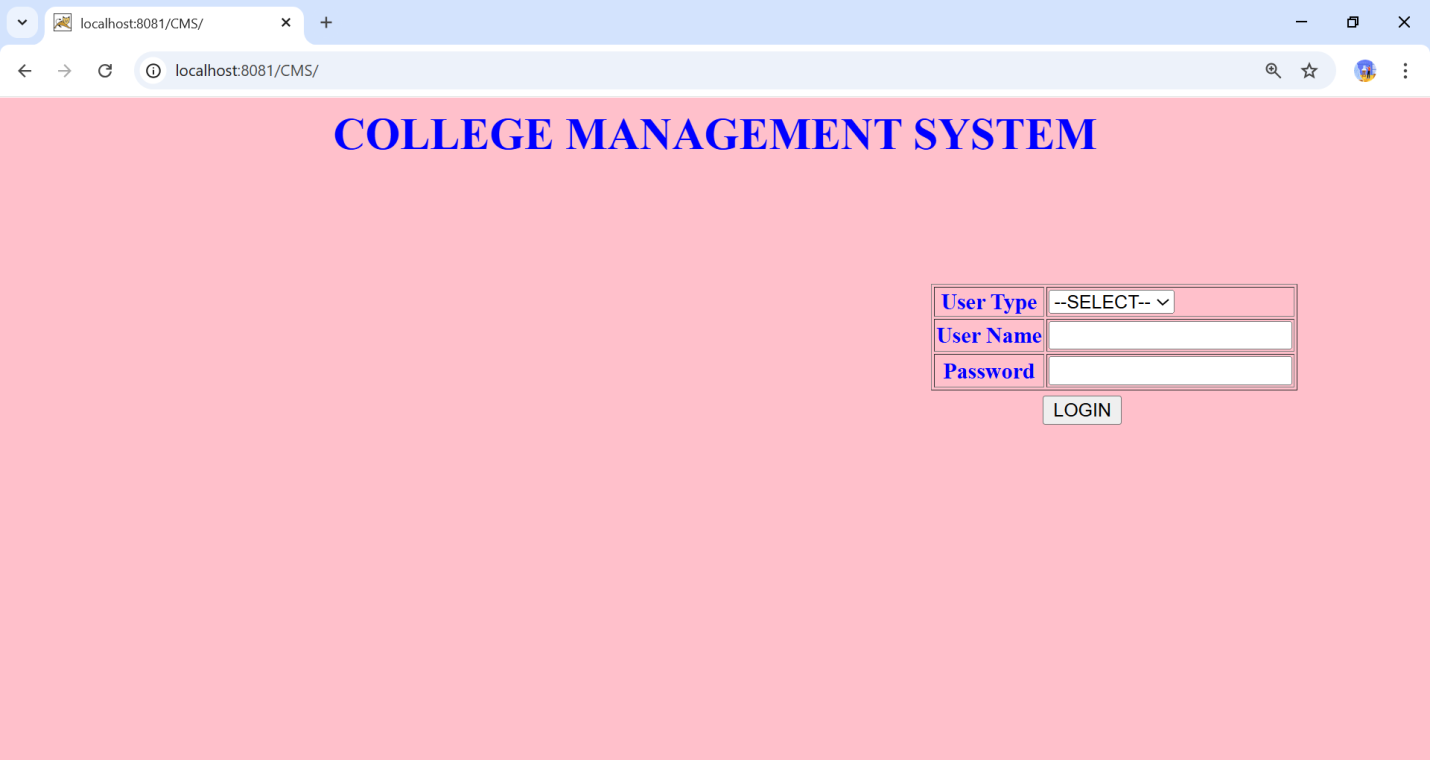 localhost:8081/CMS/
localhost:8081/CMS/
COLLEGE MANAGEMENT SYSTEM
User Type --SELECT--
User Name
Password
LOGIN